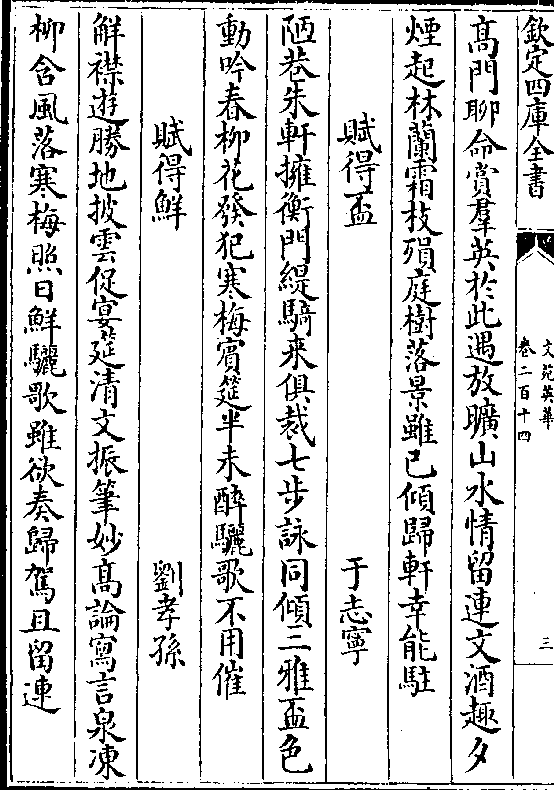 欽定四庫全書
文苑英華
卷二百十四
三
髙門聊命賞羣英於此遇放曠山水情留連文酒趣夕
煙起林蘭霜枝殞庭樹落景雖已傾歸軒幸能駐
賦得盃
于志寧
陋巷朱軒擁衡門緹騎来俱裁七步詠同傾三雅盃色
動吟春柳花發犯寒梅賓筵半未醉驪歌不用催
賦得鮮
劉孝孫
鮮襟遊勝地披雲促宴筵清文振筆妙髙論寫言泉凍
柳含風落寒梅照日鮮驪歌雖欲奏歸駕且留連